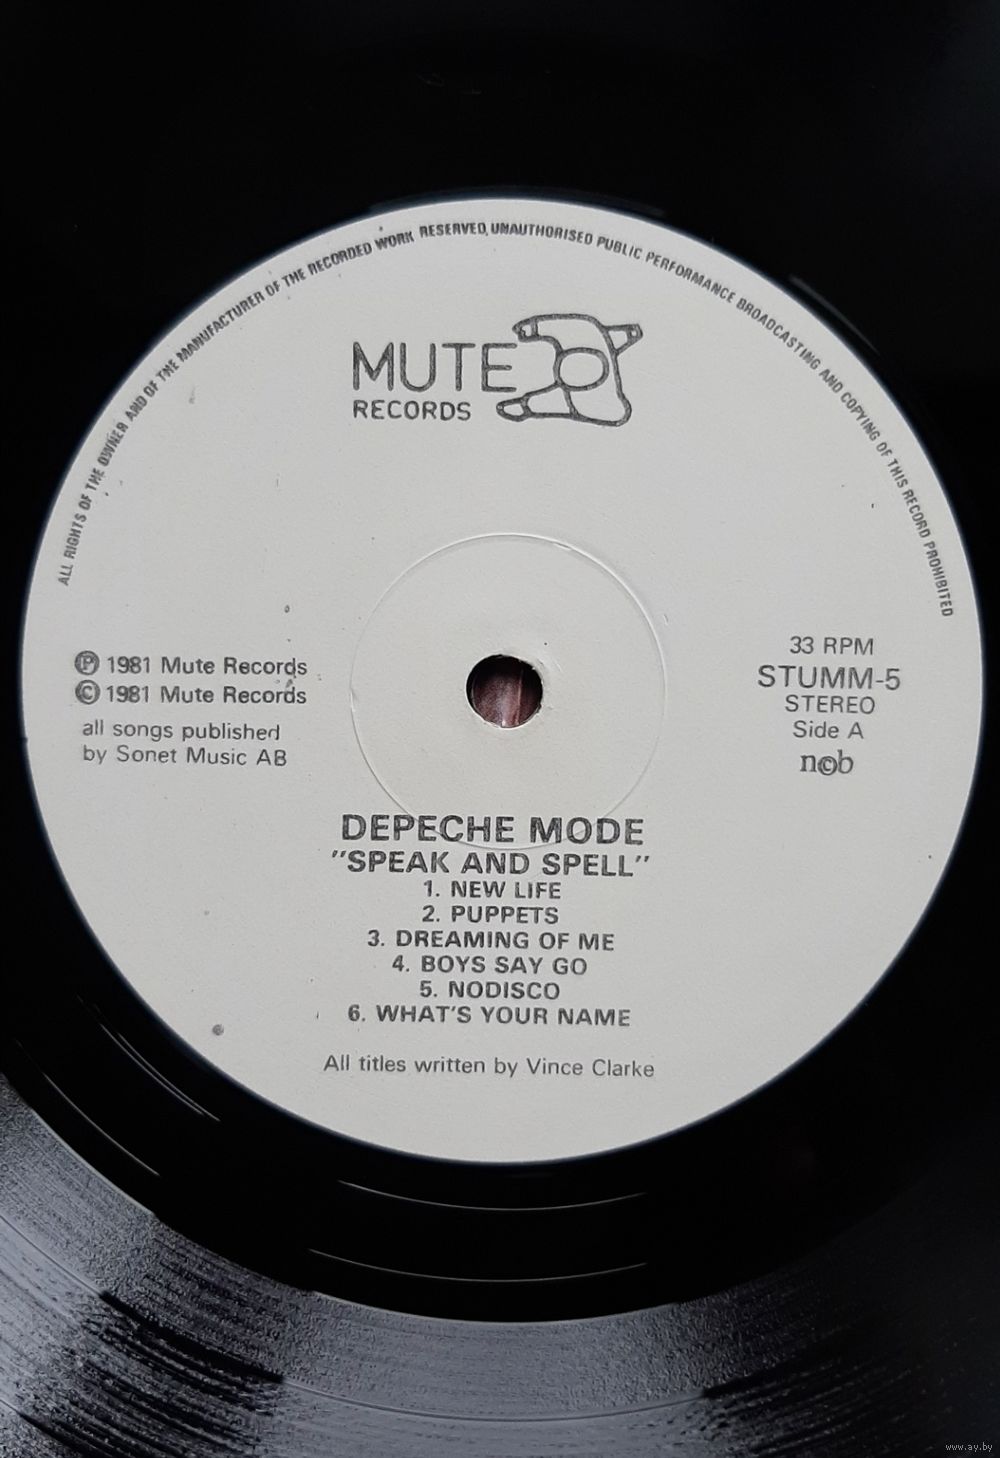 ALL RIGHTS OF THE OWNER AND OF THE MANUFACTURER OF THE RECORDED WORK RESERVED, UNAUTHORISED PUBLIC PERFORMANCE BROADCASTING AND COPYING OF THIS RECORD PROHIBITED
MUTE
RECORDS
℗ 1981 Mute Records
© 1981 Mute Records
all songs published
by Sonet Music AB
33 RPM
STUMM-5
STEREO
Side A
n©b
DEPECHE MODE
"SPEAK AND SPELL"
1. NEW LIFE
2. PUPPETS
3. DREAMING OF ME
4. BOYS SAY GO
5. NODISCO
6. WHAT'S YOUR NAME
All titles written by Vince Clarke
www.ay.by